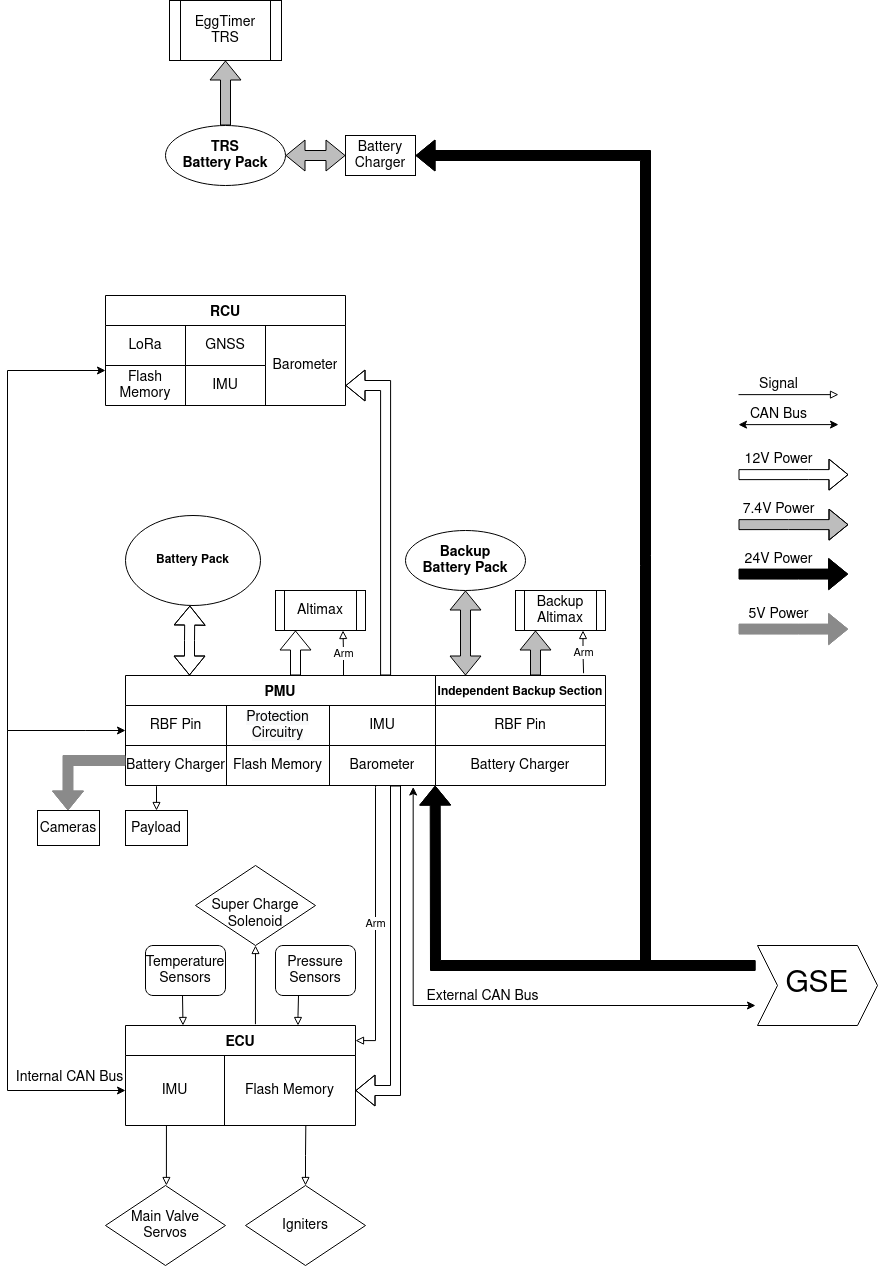 EggTimer
TRS
TRS
Battery Pack
Battery
Charger
RCU
LoRa
GNSS
Barometer
Flash
Memory
IMU
Signal
CAN Bus
12V Power
7.4V Power
24V Power
5V Power
Battery Pack
Backup
Battery Pack
Altimax
Backup
Altimax
Arm
Arm
PMU
Independent Backup Section
RBF Pin
Protection
Circuitry
IMU
RBF Pin
Battery Charger
Flash Memory
Barometer
Battery Charger
Cameras
Payload
Super Charge
Solenoid
Arm
Temperature
Sensors
Pressure
Sensors
GSE
External CAN Bus
ECU
Internal CAN Bus
IMU
Flash Memory
Main Valve
Servos
Igniters